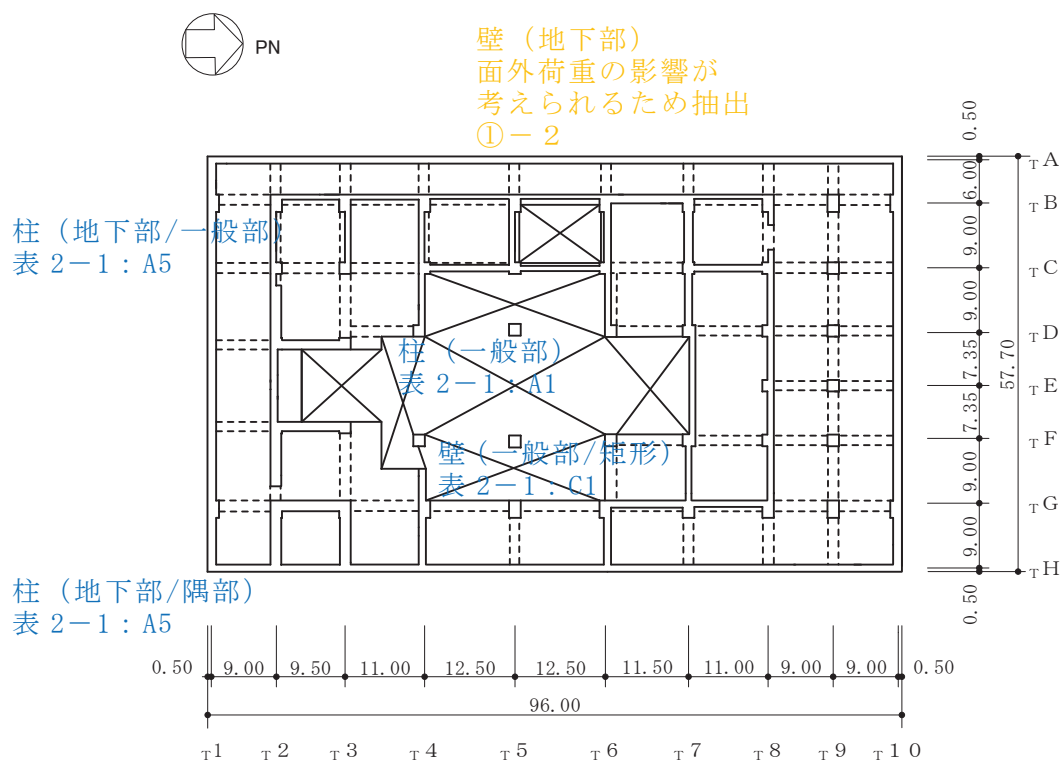 PN
壁（地下部）
面外荷重の影響が
考えられるため抽出
①－２
柱（地下部/一般部）
表 2－1：A5
柱（一般部）
表 2－1：A1
壁（一般部/矩形）
表 2－1：C1
柱（地下部/隅部）
表 2－1：A5
0.50
6.00
9.00
9.00
7.35
7.35
9.00
9.00
0.50
57.70
TA
TB
TC
TD
TE
TF
TG
TH
0.50 9.00 9.50 11.00 12.50 12.50 11.50 11.00 9.00 9.00 0.50
96.00
T1 T2 T3 T4 T5 T6 T7 T8 T9 T10